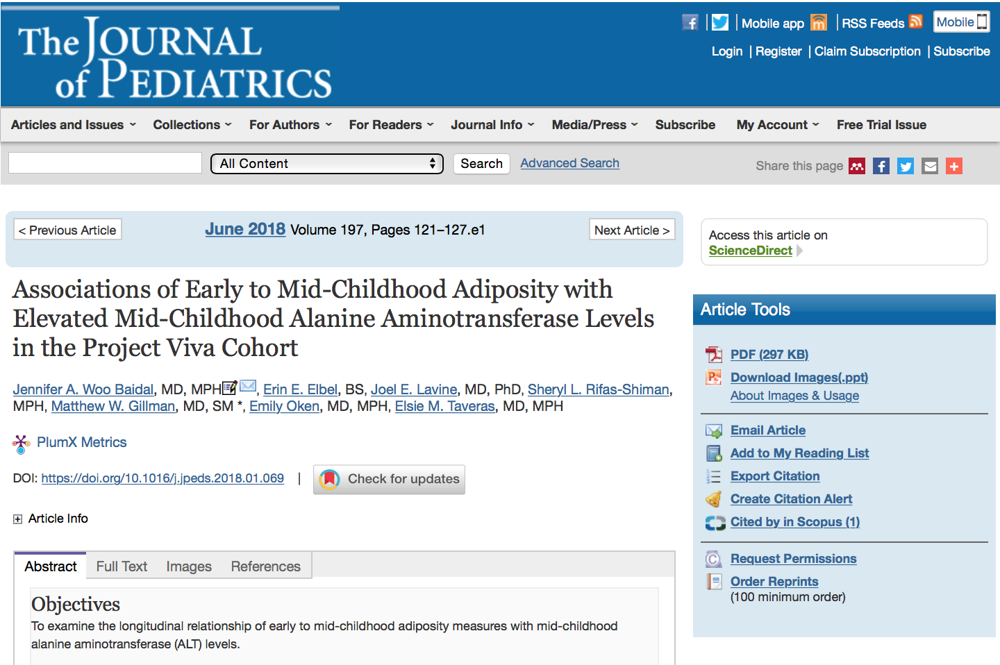 The JOURNAL
of PEDIATRICS
Mobile app
RSS Feeds
Mobile
Login | Register | Claim Subscription | Subscribe
Articles and Issues
Collections
For Authors
For Readers
Journal Info
Media/Press
Subscribe
My Account
Free Trial Issue
All Content
Search
Advanced Search
Share this page
< Previous Article
June 2018 Volume 197, Pages 121–127.e1
Next Article >
Associations of Early to Mid-Childhood Adiposity with
Elevated Mid-Childhood Alanine Aminotransferase Levels
in the Project Viva Cohort
Jennifer A. Woo Baidal, MD, MPH, Erin E. Elbel, BS, Joel E. Lavine, MD, PhD, Sheryl L. Rifas-Shiman,
MPH, Matthew W. Gillman, MD, SM *, Emily Oken, MD, MPH, Elsie M. Taveras, MD, MPH
PlumX Metrics
DOI: https://doi.org/10.1016/j.jpeds.2018.01.069 |
Check for updates
Article Info
Abstract
Full Text
Images
References
Objectives
To examine the longitudinal relationship of early to mid-childhood adiposity measures with mid-childhood
alanine aminotransferase (ALT) levels.
Access this article on
ScienceDirect
Article Tools
PDF (297 KB)
Download Images(.ppt)
About Images & Usage
Email Article
Add to My Reading List
Export Citation
Create Citation Alert
Cited by in Scopus (1)
Request Permissions
Order Reprints
(100 minimum order)